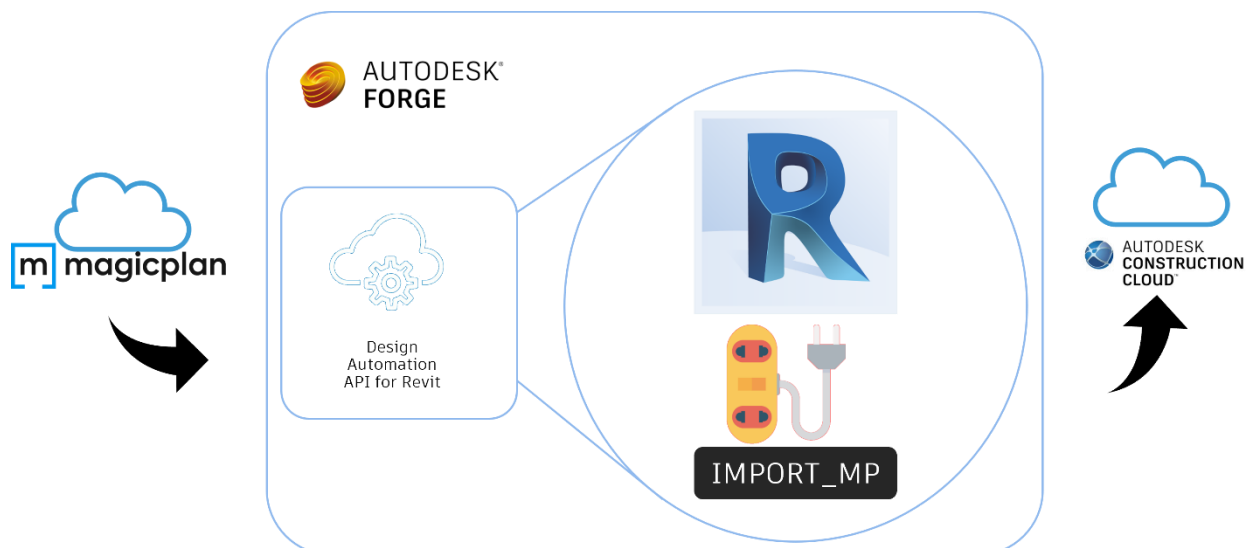 AUTODESK®
FORGE
m magicplan
Design
Automation
API for Revit
R
IMPORT_MP
AUTODESK
CONSTRUCTION
CLOUD™